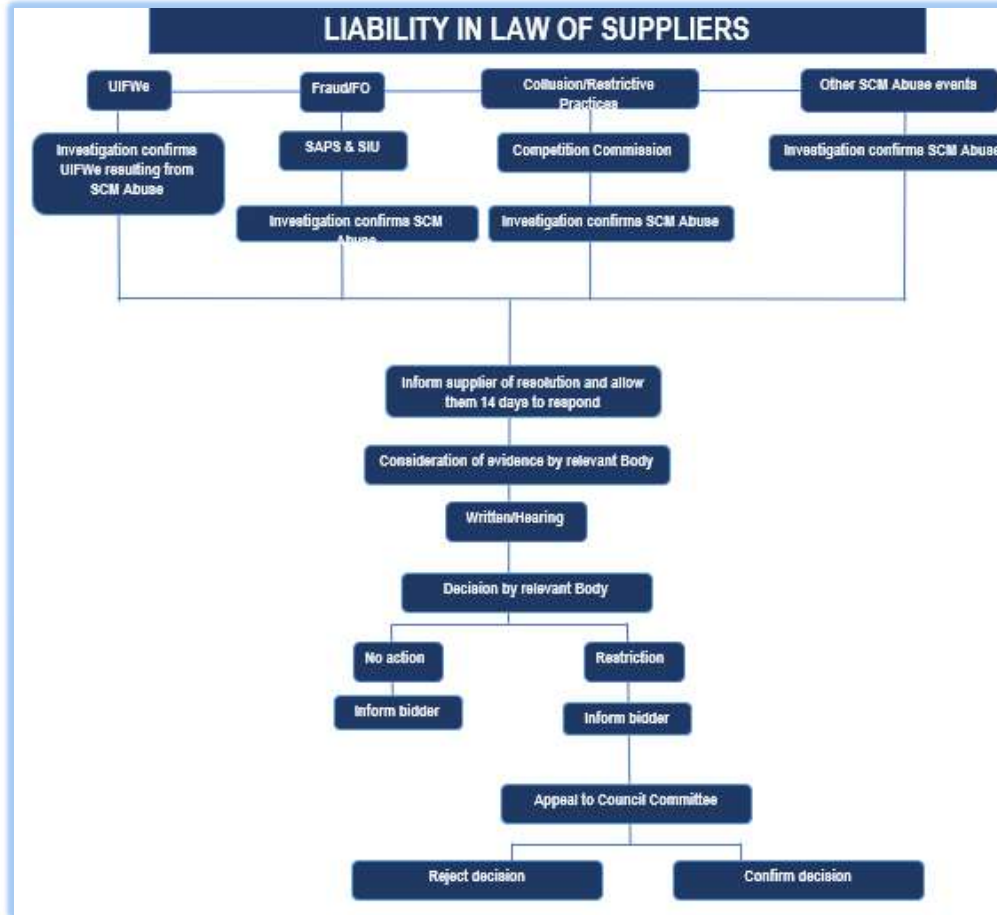 LIABILITY IN LAW OF SUPPLIERS
UIFWe
Fraud/FO
Collusion/Restrictive
Practices
Other SCM Abuse events
Investigation confirms
UIFWe resulting from
SCM Abuse
SAPS & SIU
Competition Commission
Investigation confirms SCM Abuse
Investigation confirms SCM
Abuse
Investigation confirms SCM Abuse
Inform supplier of resolution and allow
them 14 days to respond
Consideration of evidence by relevant Body
Written/Hearing
Decision by relevant Body
No action
Restriction
Inform bidder
Inform bidder
Appeal to Council Committee
Reject decision
Confirm decision